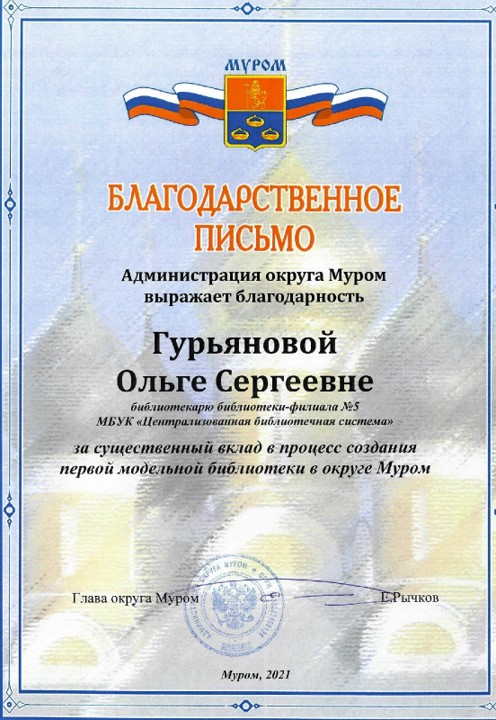 МУРОМ
БЛАГОДАРСТВЕННОЕ
ПИСЬМО
Администрация округа Муром
выражает благодарность
Гурьяновой
Ольге Сергеевне
библиотекарю библиотеки-филиала №5
МБУК «Централизованная библиотечная система»
за существенный вклад в процесс создания
первой модельной библиотеки в округе Муром
Глава округа Муром Е.Рычков
Муром, 2021